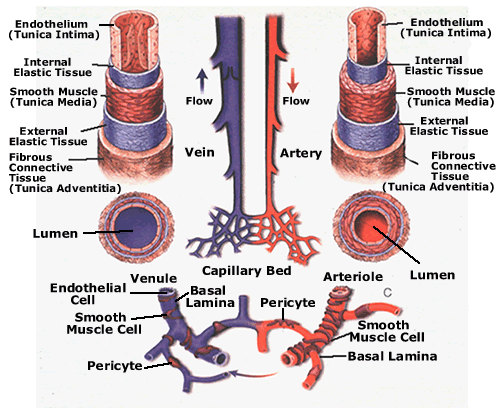 Endothelium
(Tunica Intima)
Internal
Elastic Tissue
Smooth Muscle
(Tunica Media)
External
Elastic Tissue
Fibrous
Connective
Tissue
(Tunica Adventitia)
Lumen
Flow
Vein
Flow
Artery
Capillary Bed
Endothelium
(Tunica Intima)
Internal
Elastic Tissue
Smooth Muscle
(Tunica Media)
External
Elastic Tissue
Fibrous
Connective
Tissue
(Tunica Adventitia)
Lumen
Venule
Endothelial
Cell
Basal
Lamina
Smooth
Muscle Cell
Pericyte
Pericyte
Arteriole
C
Smooth
Muscle Cell
Basal Lamina